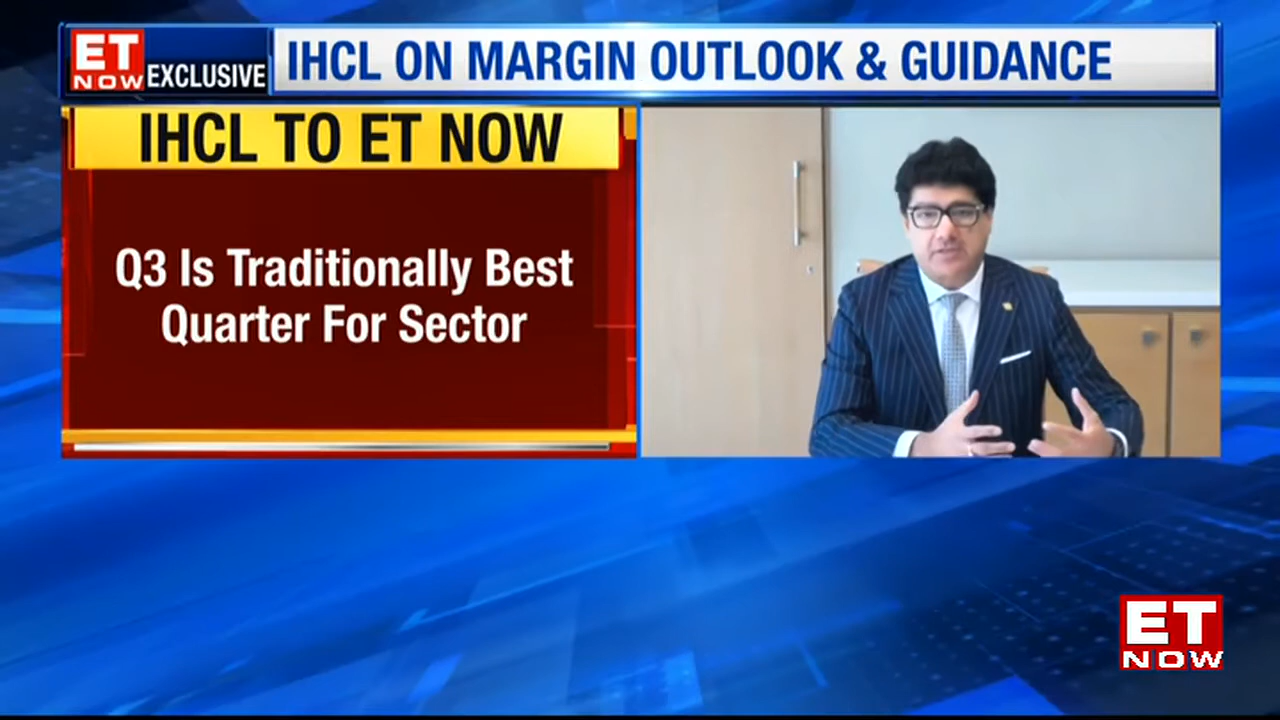 ET
NOW EXCLUSIVE
IHCL ON MARGIN OUTLOOK & GUIDANCE
IHCL TO ET NOW
Q3 Is Traditionally Best
Quarter For Sector
ET
NOW